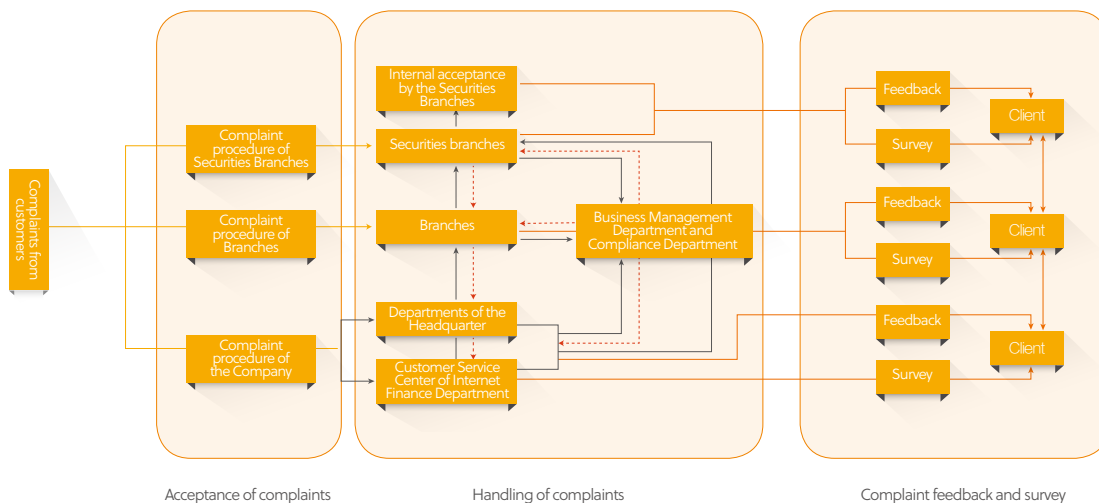 Complaints from
customers
Complaint
procedure of
Securities Branches
Complaint
procedure of
Branches
Complaint
procedure of
the Company
Acceptance of complaints
Internal acceptance
by the Securities
Branches
Securities branches
Branches
Business Management
Department and
Compliance Department
Departments of the
Headquarter
Customer Service
Center of Internet
Finance Department
Handling of complaints
Feedback
Survey
Client
Feedback
Survey
Client
Feedback
Survey
Client
Complaint feedback and survey